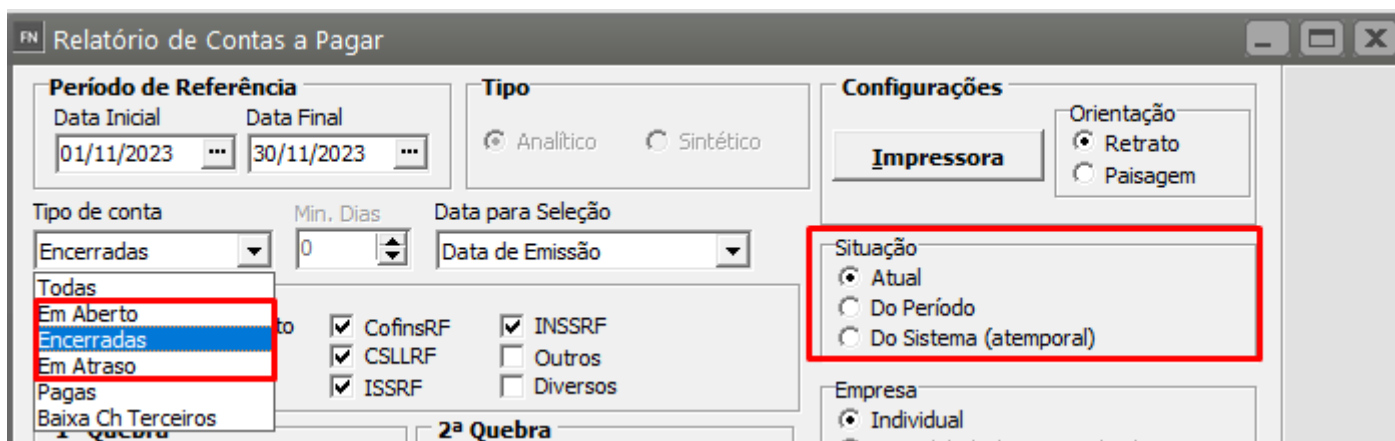 FN Relatório de Contas a Pagar
Período de Referência
Data Inicial Data Final
01/11/2023 ... 30/11/2023 ...
Tipo
Analítico Sintético
Configurações
Impressora
Orientação
Retrato
Paisagem
Tipo de conta Min. Dias Data para Seleção
Encerradas 0 Data de Emissão
Todas
Em Aberto
Encerradas
Em Atraso
Pagas
Baixa Ch Terceiros
CofinsRF INSSRF
CSLLRF Outros
ISSRF Diversos
Situação
Atual
Do Período
Do Sistema (atemporal)
Empresa
Individual
2ª Quebra